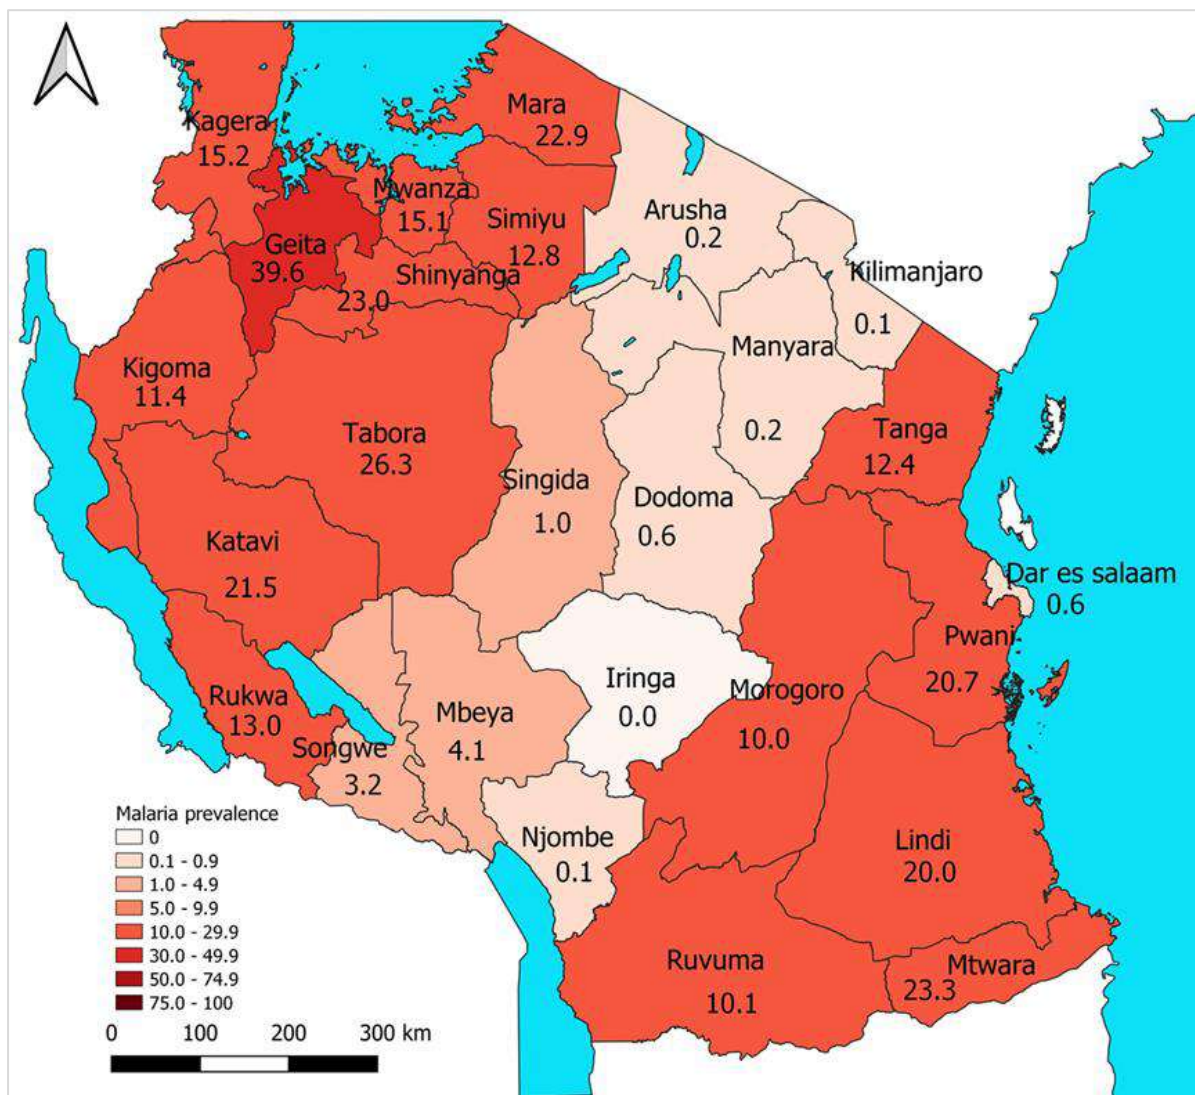 Mara
22.9
Kagera
15.2
Mwanza
15.1
Simiyu
12.8
Arusha
0.2
Geita
39.6
Shinyanga
23.0
Kilimanjaro
0.1
Kigoma
11.4
Manyara
0.2
Tabora
26.3
Tanga
12.4
Singida
1.0
Dodoma
0.6
Katavi
21.5
Dar es salaam
0.6
Pwani
20.7
Iringa
0.0
Morogoro
10.0
Rukwa
13.0
Mbeya
4.1
Songwe
3.2
Njombe
0.1
Lindi
20.0
Ruvuma
10.1
Mtwara
23.3
Malaria prevalence
0
0.1 - 0.9
1.0 - 4.9
5.0 - 9.9
10.0 - 29.9
30.0 - 49.9
50.0 - 74.9
75.0 - 100
0 100 200 300 km